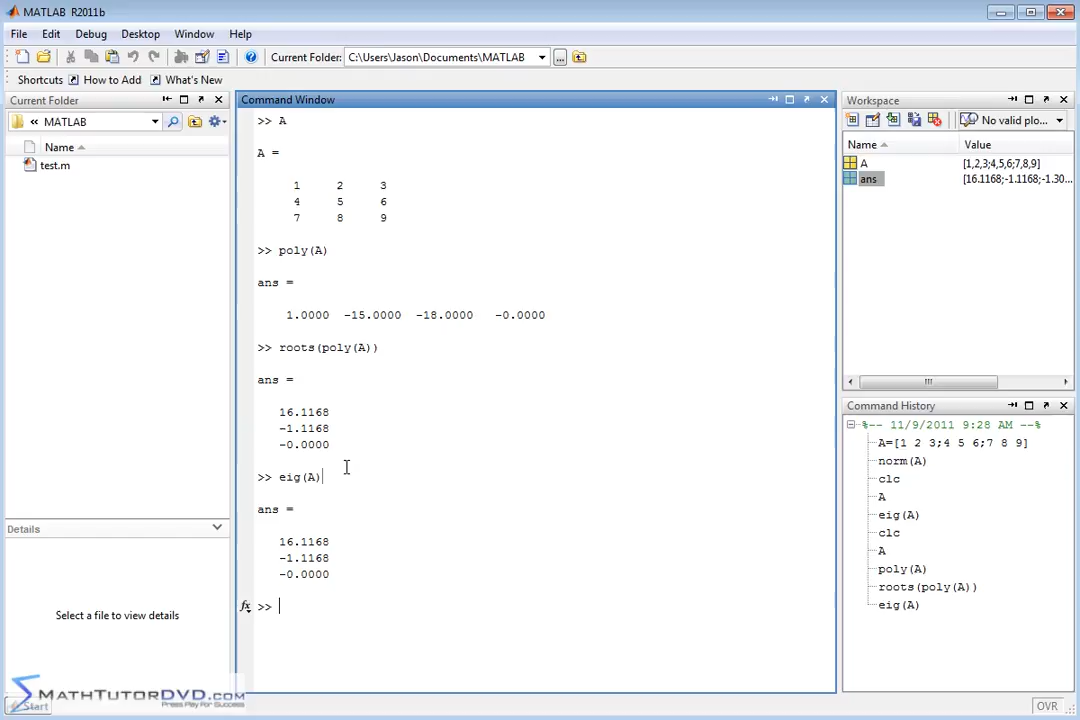 MATLAB R2011b
File Edit Debug Desktop Window Help
Current Folder: C:\Users\Jason\Documents\MATLAB ...
Shortcuts How to Add What's New
Current Folder
« MATLAB
Name
test.m
Details
Select a file to view details
Command Window
>> A
A =
1 2 3
4 5 6
7 8 9
>> poly(A)
ans =
1.0000 -15.0000 -18.0000 -0.0000
>> roots(poly(A))
ans =
16.1168
-1.1168
-0.0000
>> eig(A)
ans =
16.1168
-1.1168
-0.0000
fx >>
Workspace
No valid plo...
Name Value
A [1,2,3;4,5,6;7,8,9]
ans [16.1168;-1.1168;-1.30...
Command History
%-- 11/9/2011 9:28 AM --%
A=[1 2 3;4 5 6;7 8 9]
norm(A)
clc
A
eig(A)
clc
A
poly(A)
roots(poly(A))
eig(A)
MATHTUTORDVD.COM
Press Play For Success
Start
OVR